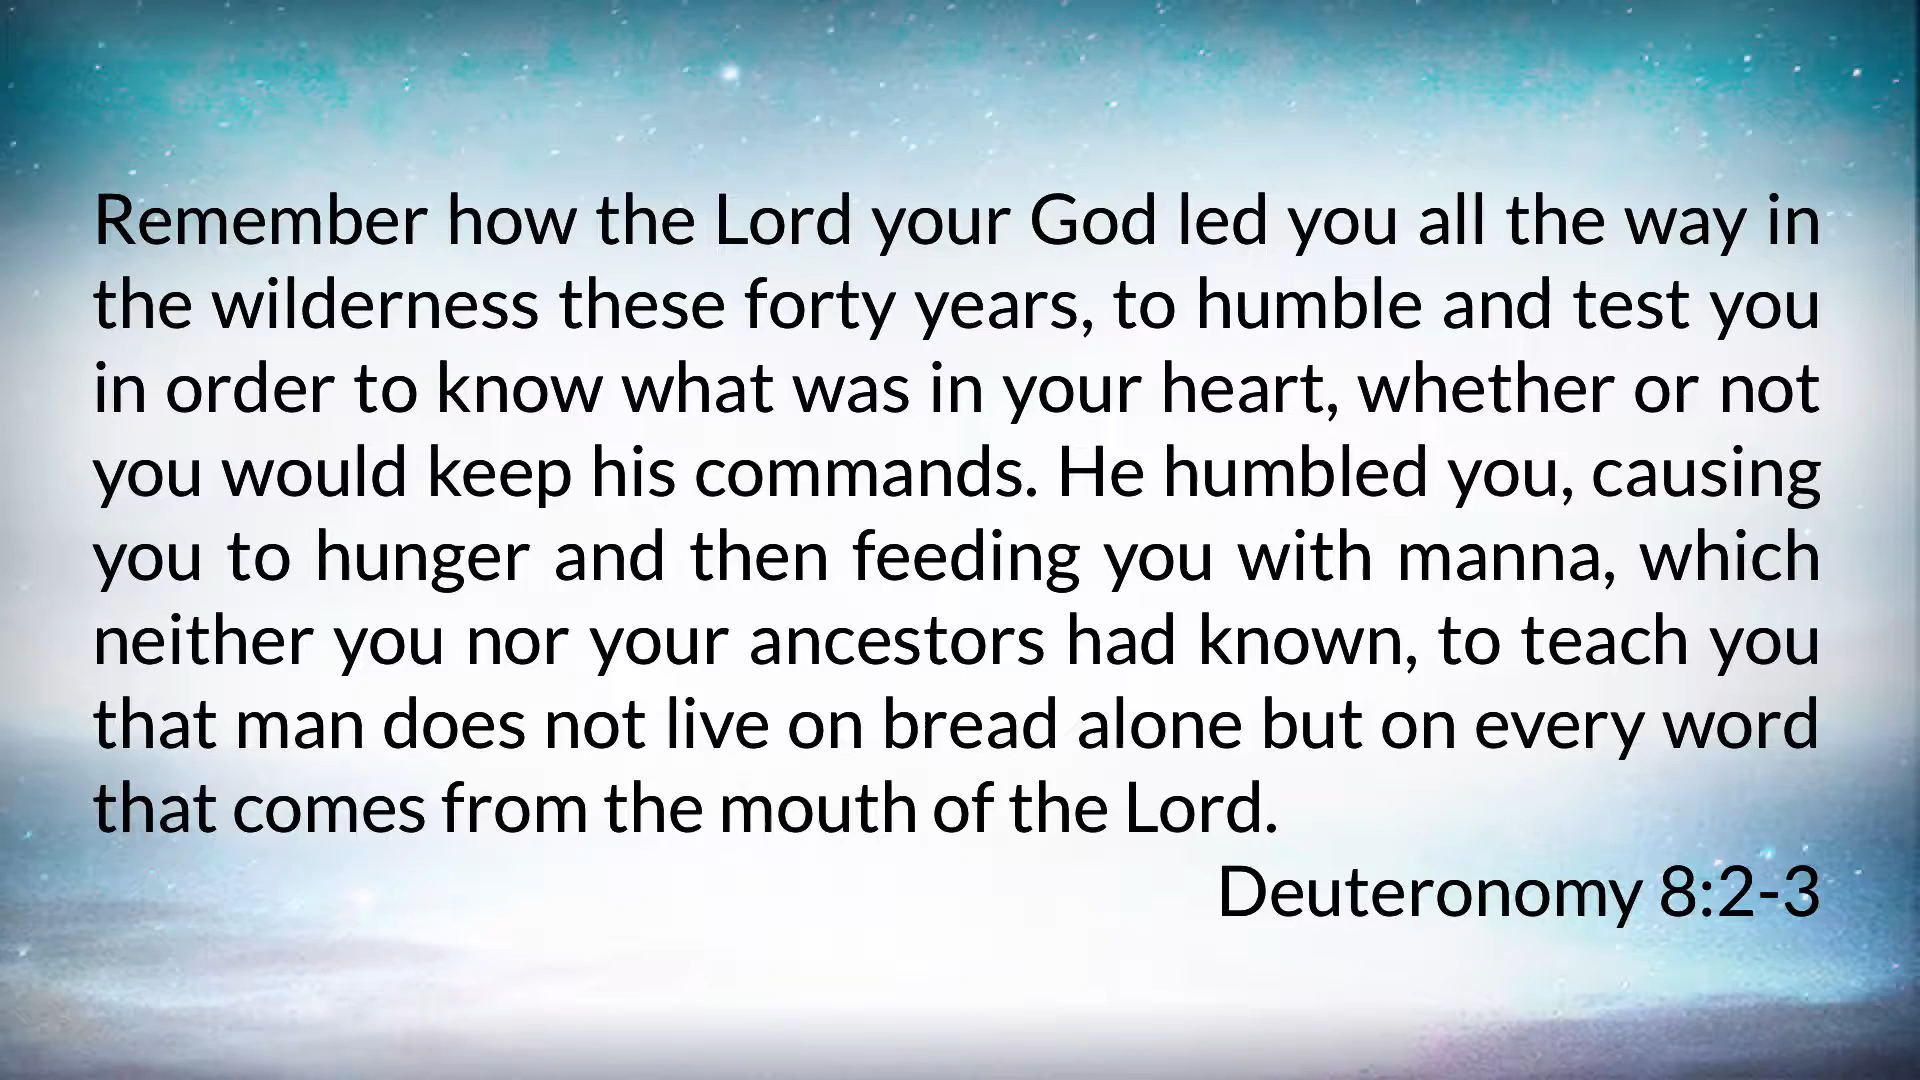 Remember how the Lord your God led you all the way in
the wilderness these forty years, to humble and test you
in order to know what was in your heart, whether or not
you would keep his commands. He humbled you, causing
you to hunger and then feeding you with manna, which
neither you nor your ancestors had known, to teach you
that man does not live on bread alone but on every word
that comes from the mouth of the Lord.
Deuteronomy 8:2-3